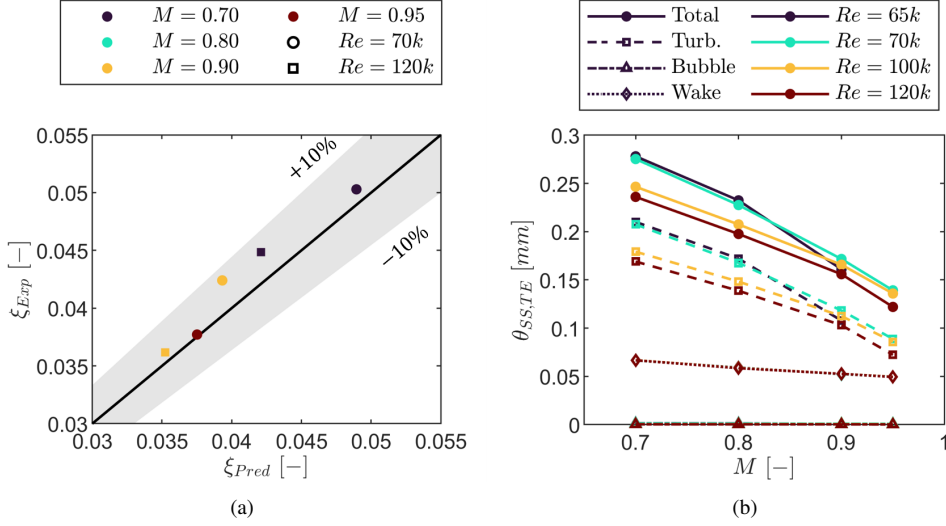 M = 0.70
M = 0.95
M = 0.80
Re = 70k
M = 0.90
Re = 120k
0.055
0.05
0.045
0.04
0.035
0.03
ξ_Exp [−]
+10%
−10%
0.03
0.035
0.04
0.045
0.05
0.055
ξ_Pred [−]
(a)
Total
Re = 65k
Turb.
Re = 70k
Bubble
Re = 100k
Wake
Re = 120k
0.3
0.25
0.2
0.15
0.1
0.05
0
θ_SS,TE [mm]
0.7
0.8
0.9
1
M [−]
(b)